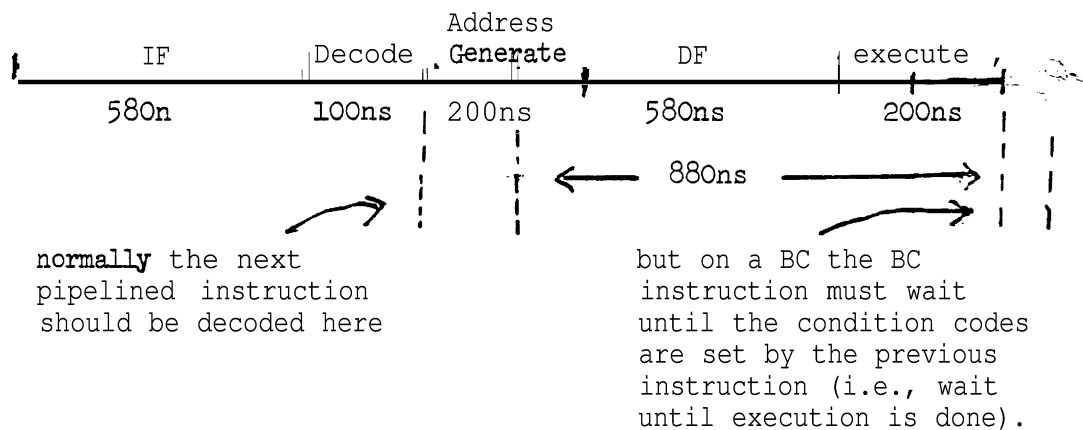 Address
IF Decode Generate DF execute
580n 100ns 200ns 580ns 200ns
880ns
normally the next
pipelined instruction
should be decoded here
but on a BC the BC
instruction must wait
until the condition codes
are set by the previous
instruction (i.e., wait
until execution is done).